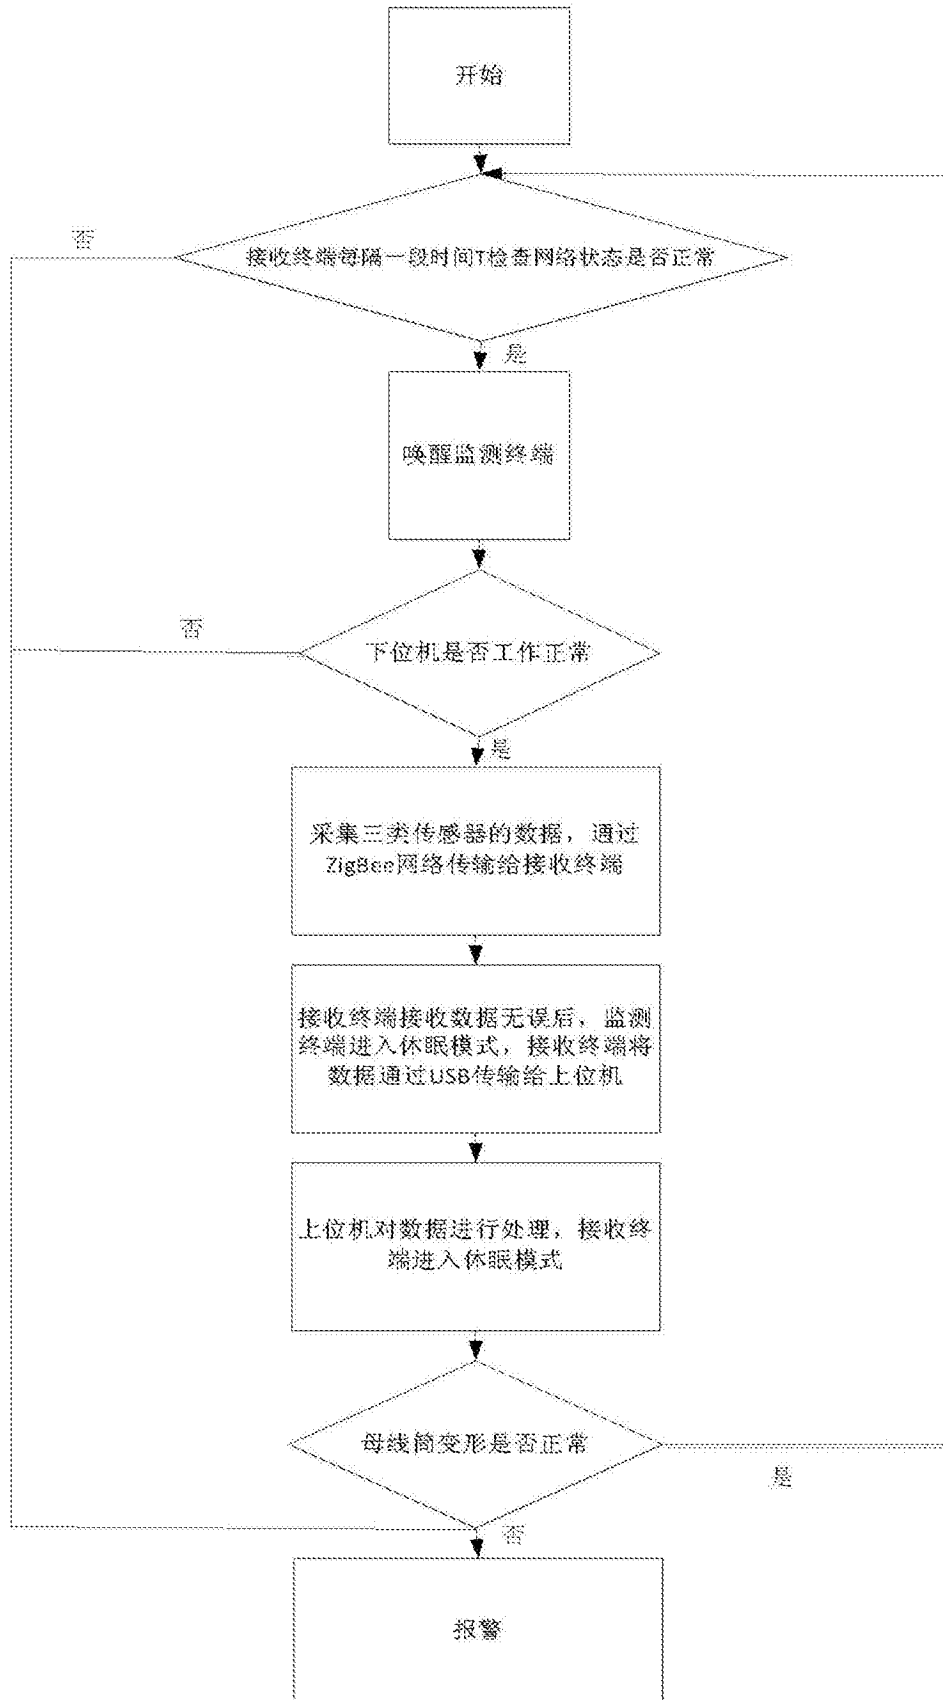 开始
否
接收终端每隔一段时间T检查网络状态是否正常
是
唤醒监测终端
否
下位机是否工作正常
是
采集三类传感器的数据，通过
ZigBee网络传输给接收终端
接收终端接收数据无误后，监测
终端进入休眠模式，接收终端将
数据通过USB传输给上位机
上位机对数据进行处理，接收终
端进入休眠模式
母线筒变形是否正常
是
否
报警